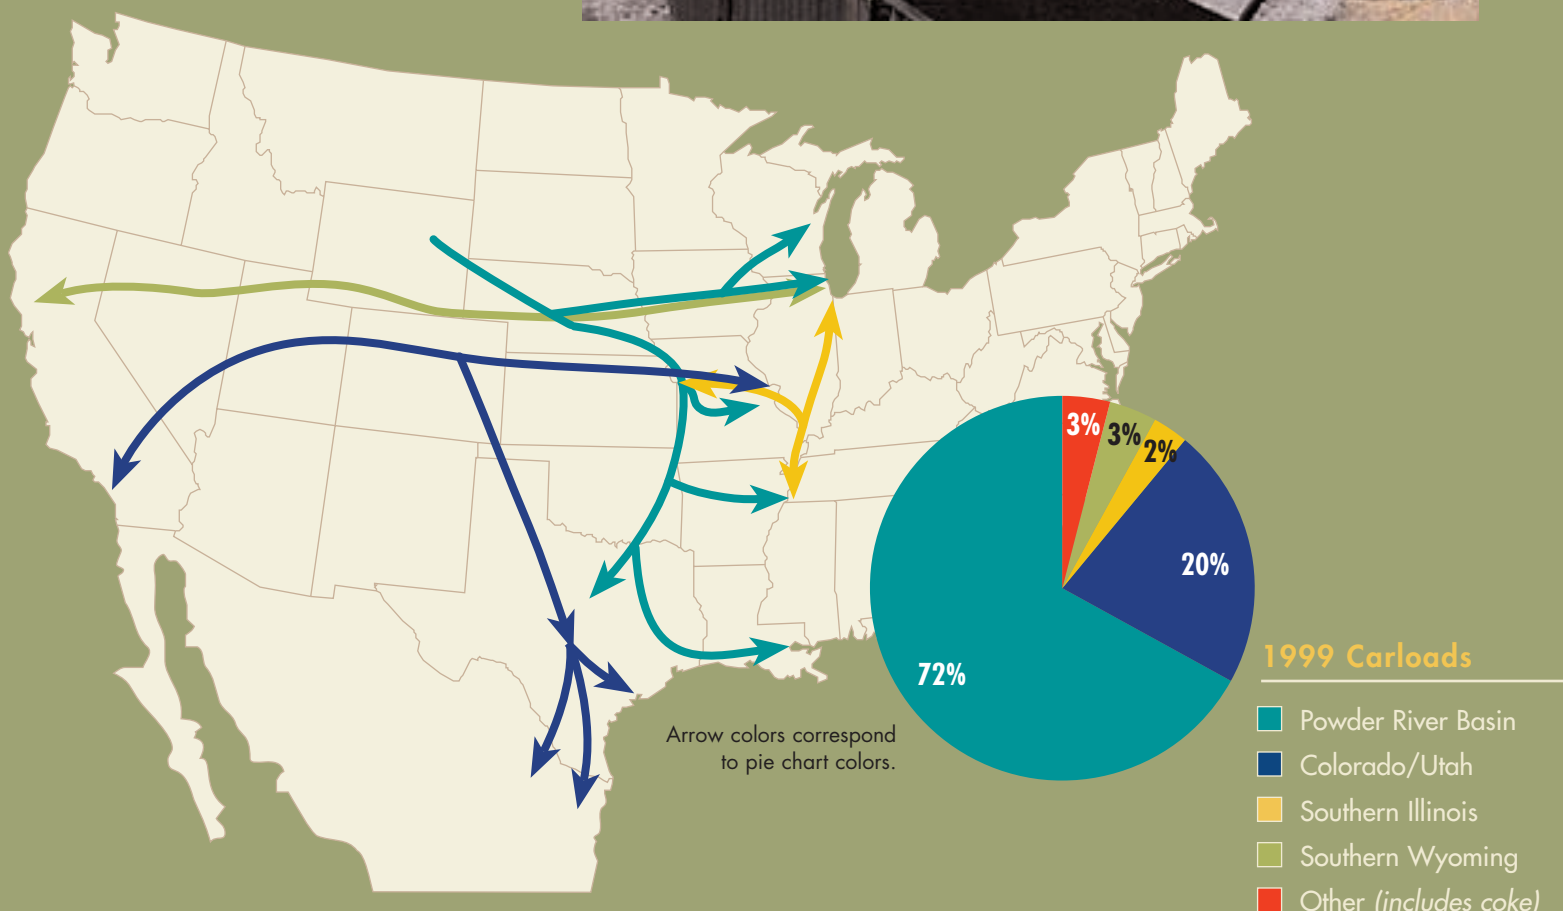 3%
3%
2%
20%
72%
1999 Carloads
Powder River Basin
Colorado/Utah
Southern Illinois
Southern Wyoming
Other (includes coke)
Arrow colors correspond
to pie chart colors.